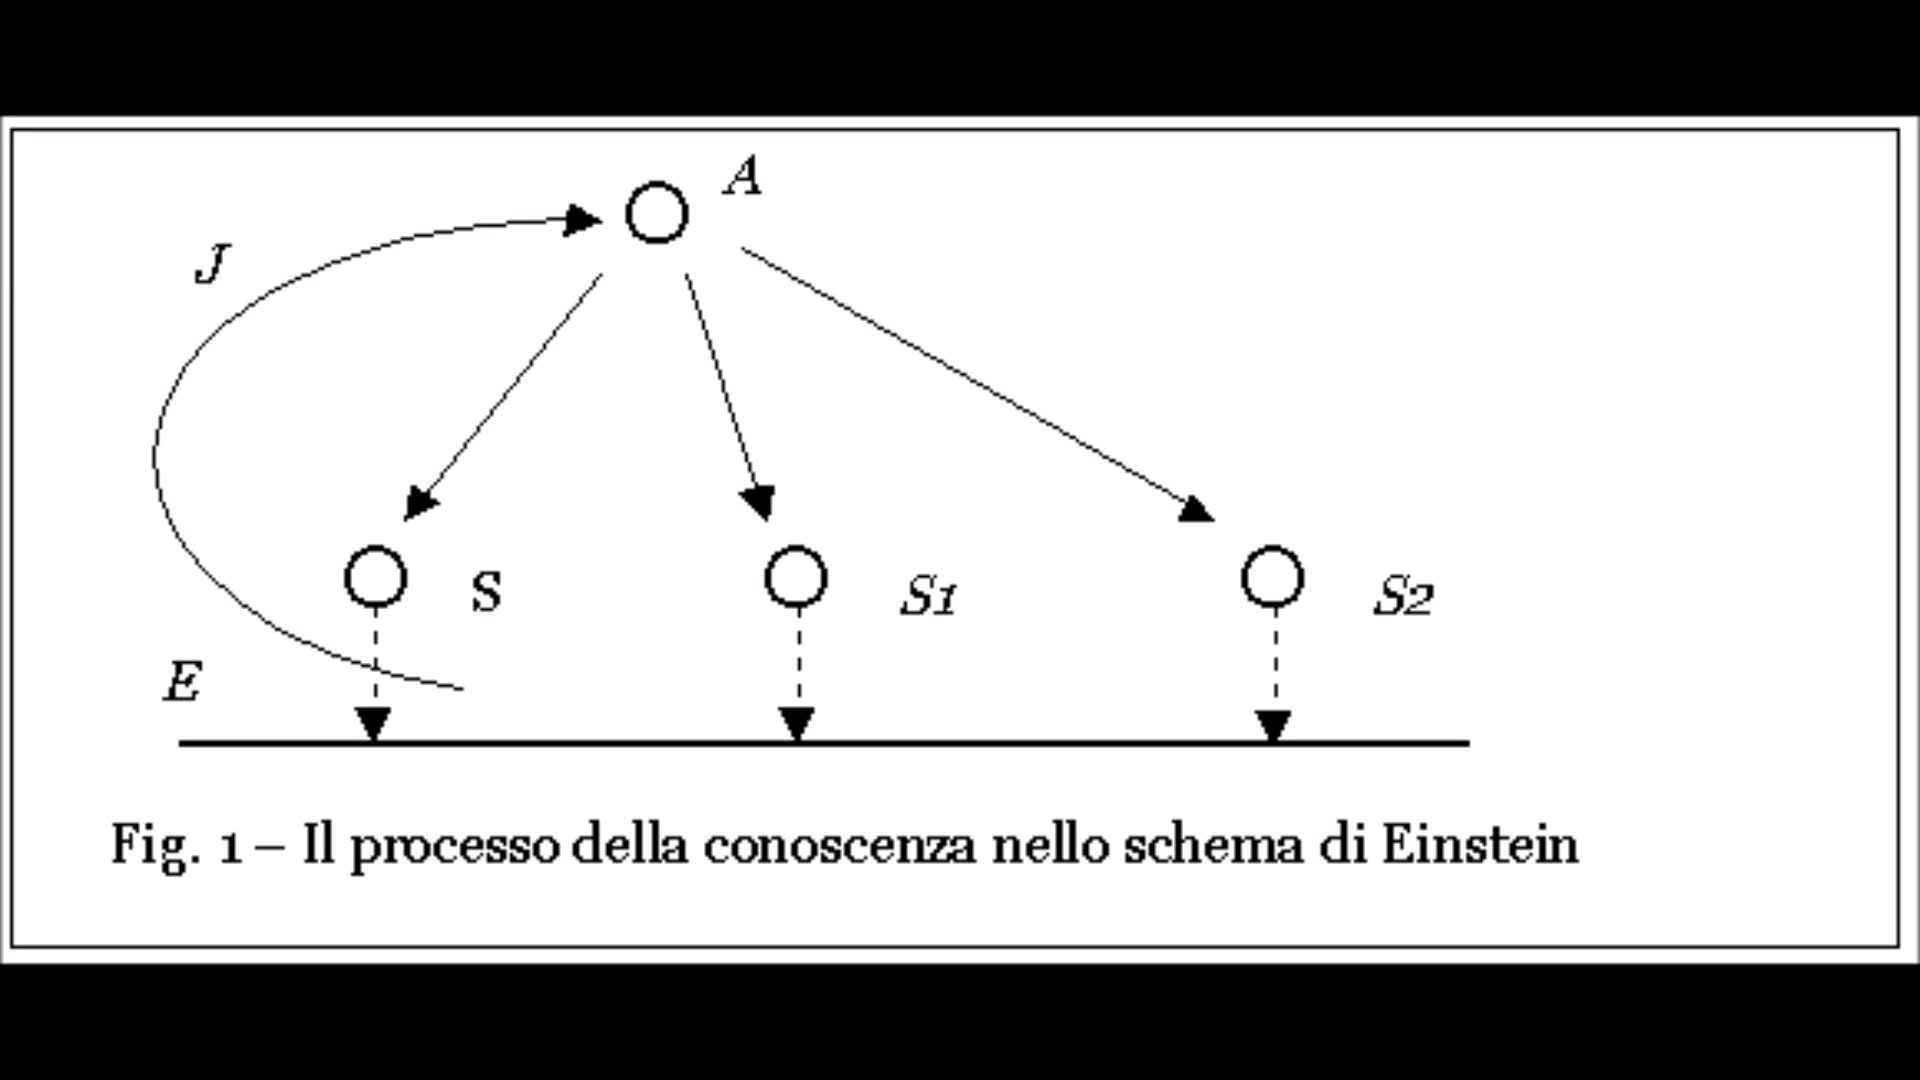 A
J
S
S1
S2
E
Fig. 1 – Il processo della conoscenza nello schema di Einstein